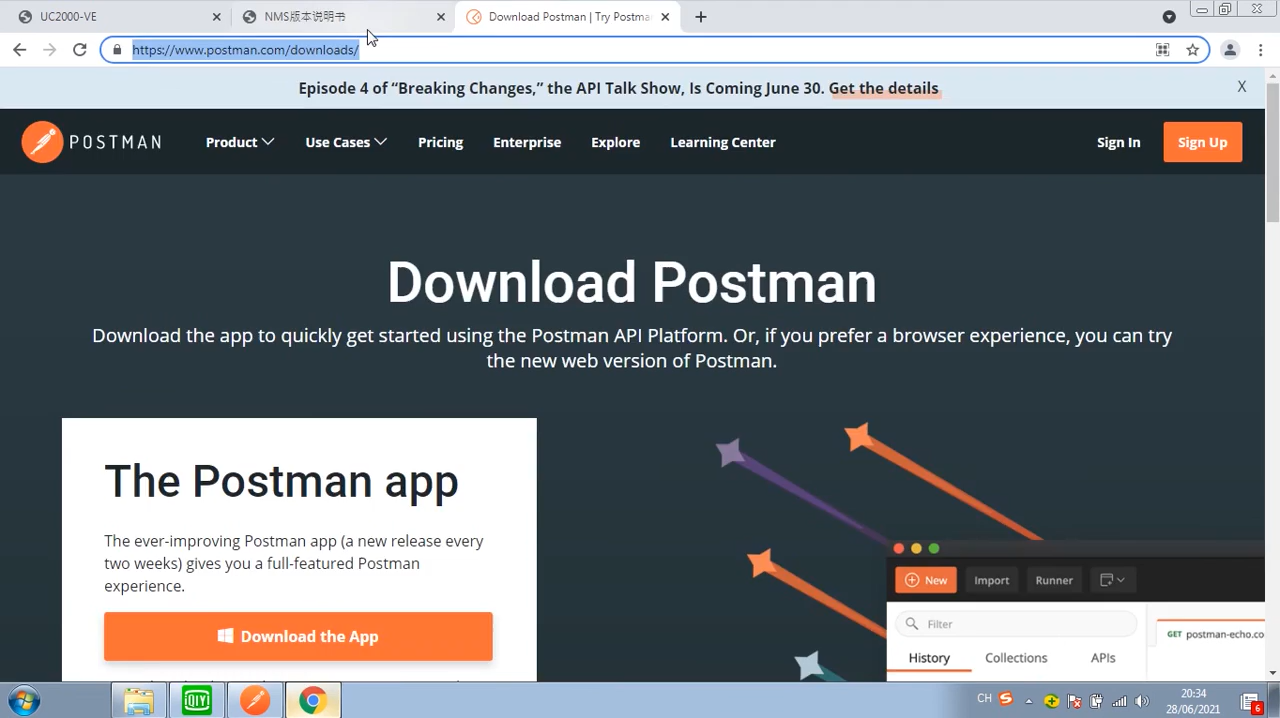 UC2000-VE
NMS版本说明书
Download Postman | Try Postma
https://www.postman.com/downloads/
Episode 4 of “Breaking Changes,” the API Talk Show, Is Coming June 30. Get the details
X
POSTMAN
Product
Use Cases
Pricing
Enterprise
Explore
Learning Center
Sign In
Sign Up
Download Postman
Download the app to quickly get started using the Postman API Platform. Or, if you prefer a browser experience, you can try
the new web version of Postman.
The Postman app
The ever-improving Postman app (a new release every
two weeks) gives you a full-featured Postman
experience.
Download the App
New
Import
Runner
Filter
GET postman-echo.co
History
Collections
APIs
QIYI
CH
S
20:34
28/06/2021
6